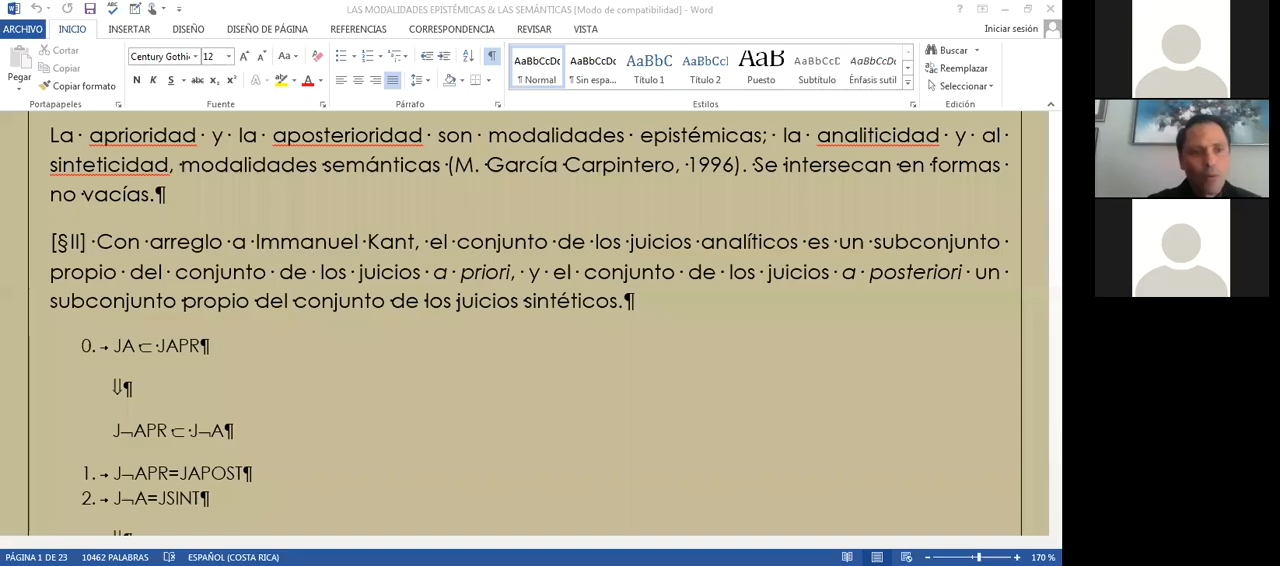 LAS MODALIDADES EPISTÉMICAS & LAS SEMÁNTICAS [Modo de compatibilidad] - Word
ARCHIVO INICIO INSERTAR DISEÑO DISEÑO DE PÁGINA REFERENCIAS CORRESPONDENCIA REVISAR VISTA Iniciar sesión
Cortar
Copiar
Copiar formato
Pegar
Portapapeles
Century Gothi 12
N K S abc x₂ x²
Fuente
Párrafo
AaBbCcDc AaBbCcDc AaBbC AaBbCcl AaB AaBbCcD AaBbCcDc
¶ Normal ¶ Sin espa... Título 1 Título 2 Puesto Subtítulo Énfasis sutil
Estilos
Buscar
Reemplazar
Seleccionar
Edición
La aprioridad y la aposterioridad son modalidades epistémicas; la analiticidad y al
sinteticidad, modalidades semánticas (M. García Carpintero, 1996). Se intersecan en formas
no vacías.¶
[§II] Con arreglo a Immanuel Kant, el conjunto de los juicios analíticos es un subconjunto
propio del conjunto de los juicios a priori, y el conjunto de los juicios a posteriori un
subconjunto propio del conjunto de los juicios sintéticos.¶
0. → JA ⊂ JAPR¶
⇓¶
J¬APR ⊂ J¬A¶
1. → J¬APR=JAPOST¶
2. → J¬A=JSINT¶
PÁGINA 1 DE 23 10462 PALABRAS ESPAÑOL (COSTA RICA) 170 %